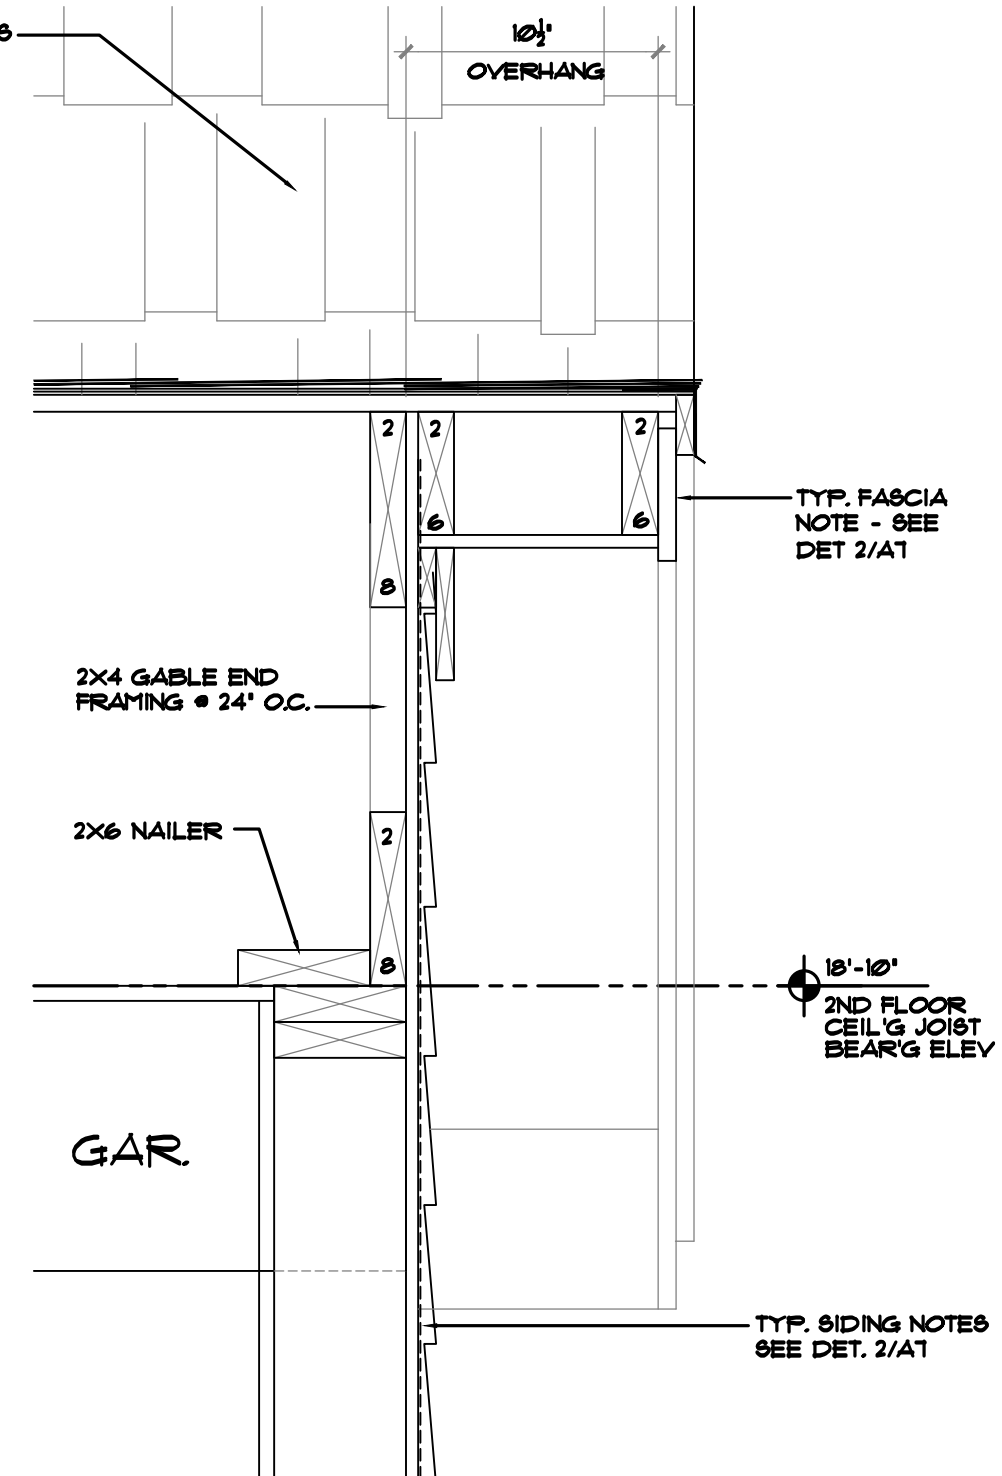 10½"
OVERHANG
2
2
2
6
6
8
TYP. FASCIA
NOTE - SEE
DET 2/A7
2X4 GABLE END
FRAMING @ 24" O.C.
2X6 NAILER
2
8
18'-10"
2ND FLOOR
CEIL'G JOIST
BEAR'G ELEV
GAR.
TYP. SIDING NOTES
SEE DET. 2/A7